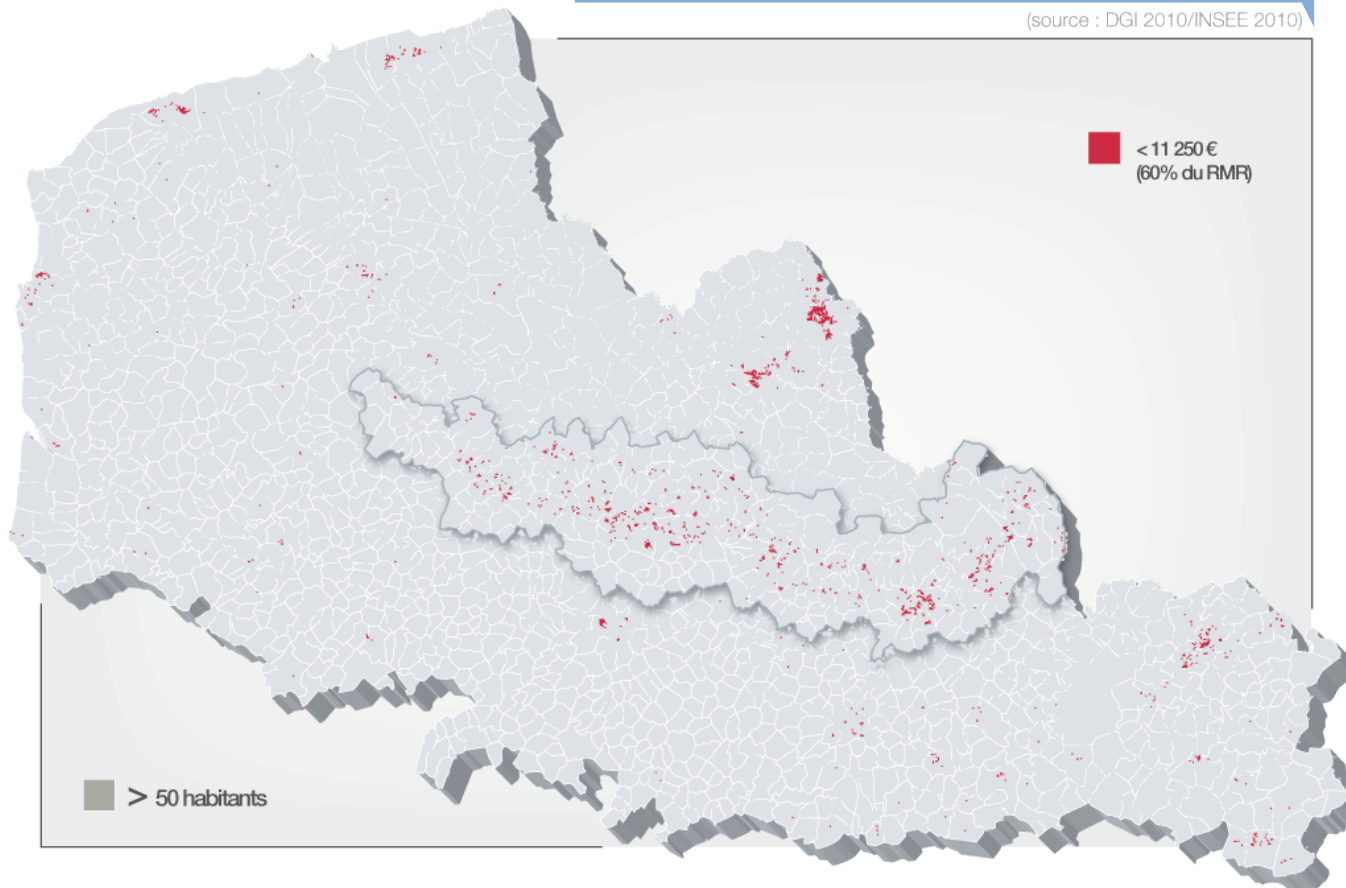 (source : DGI 2010/INSEE 2010)
< 11 250 €
(60% du RMR)
> 50 habitants